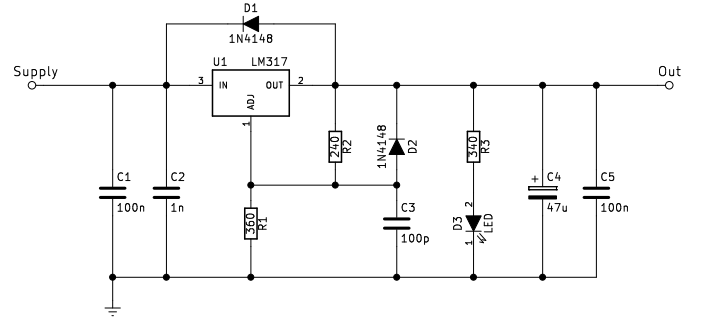 D1
1N4148
U1 LM317
Supply
3 IN OUT 2
Out
ADJ
1
240
R2
1N4148
D2
340
R3
C1
100n
C2
1n
360
R1
C3
100p
D3
2
1
LED
+ C4
47u
C5
100n